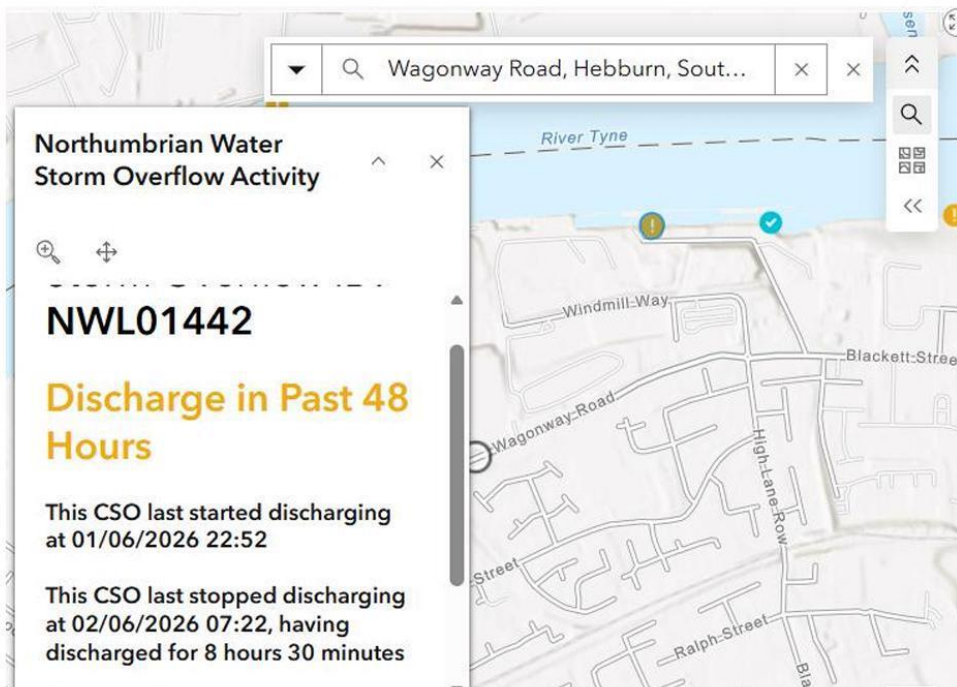 Wagonway Road, Hebburn, Sout...
Northumbrian Water
Storm Overflow Activity
NWL01442
Discharge in Past 48
Hours
This CSO last started discharging
at 01/06/2026 22:52
This CSO last stopped discharging
at 02/06/2026 07:22, having
discharged for 8 hours 30 minutes
River Tyne
Windmill Way
Blackett Stree
Wagonway Road
High Lane Row
Street
Ralph Street
Bla